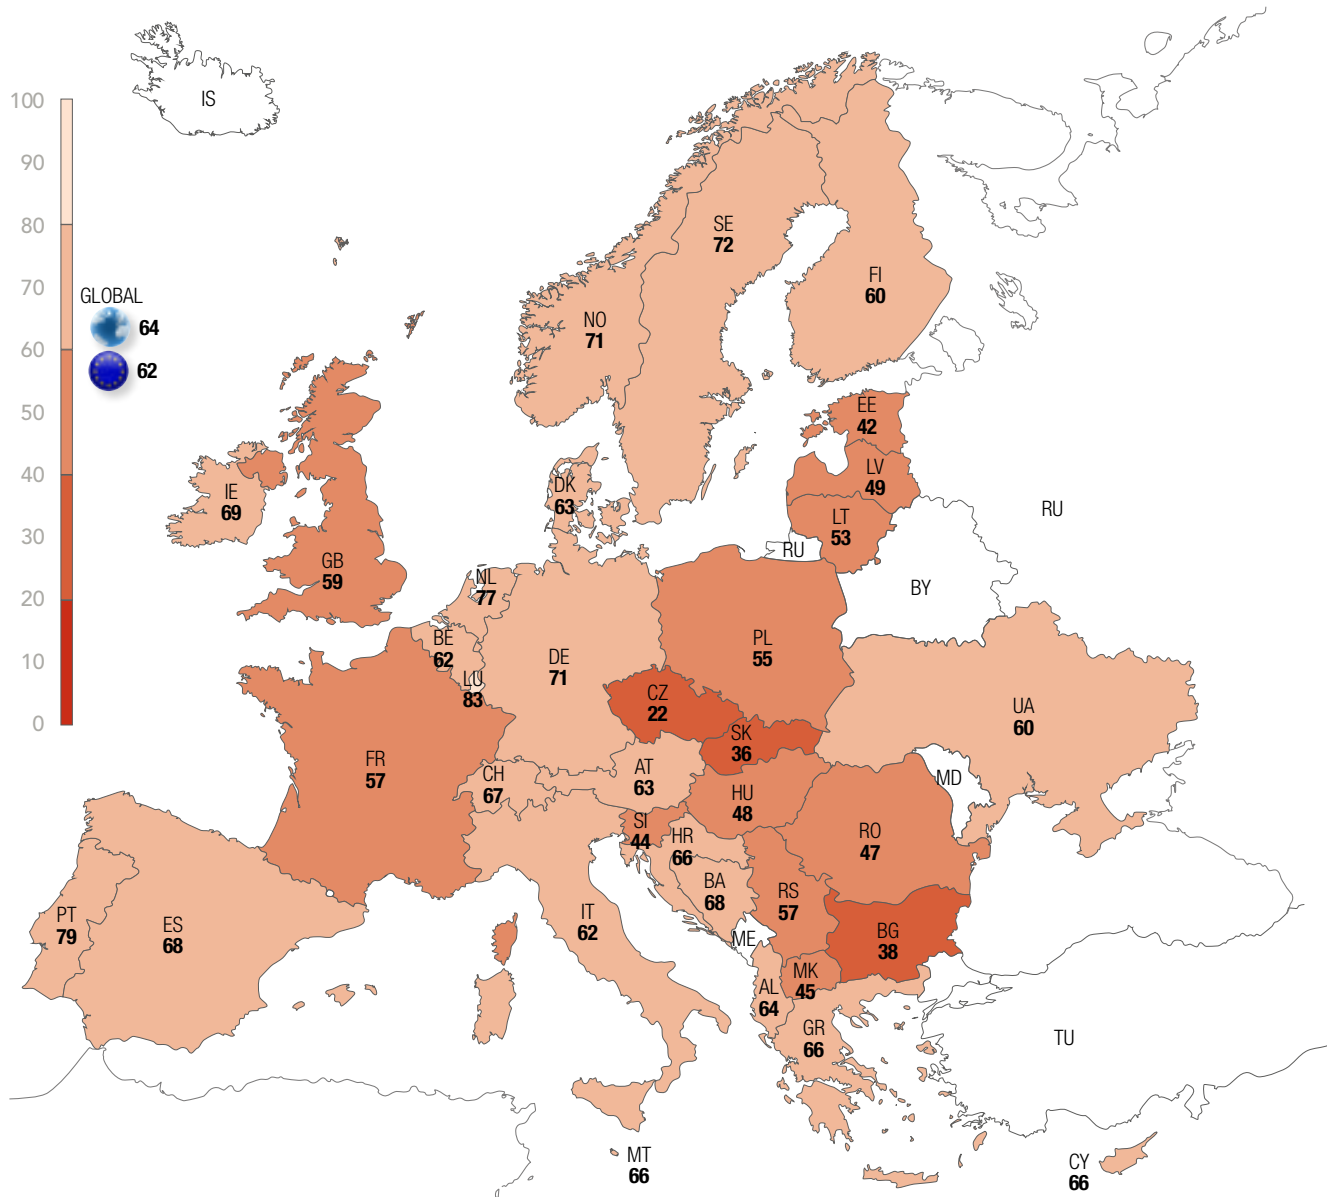 IS
100
90
80
70
60
50
40
30
20
10
0
GLOBAL
64
62
SE
72
FI
60
NO
71
EE
42
LV
49
LT
53
RU
RU
BY
DK
63
IE
69
GB
59
NL
77
BE
62
LU
83
DE
71
PL
55
CZ
22
SK
36
UA
60
MD
FR
57
CH
67
AT
63
HU
48
SI
44
HR
66
BA
68
RS
57
RO
47
BG
38
ME
MK
45
AL
64
GR
66
IT
62
PT
79
ES
68
TU
MT
66
CY
66